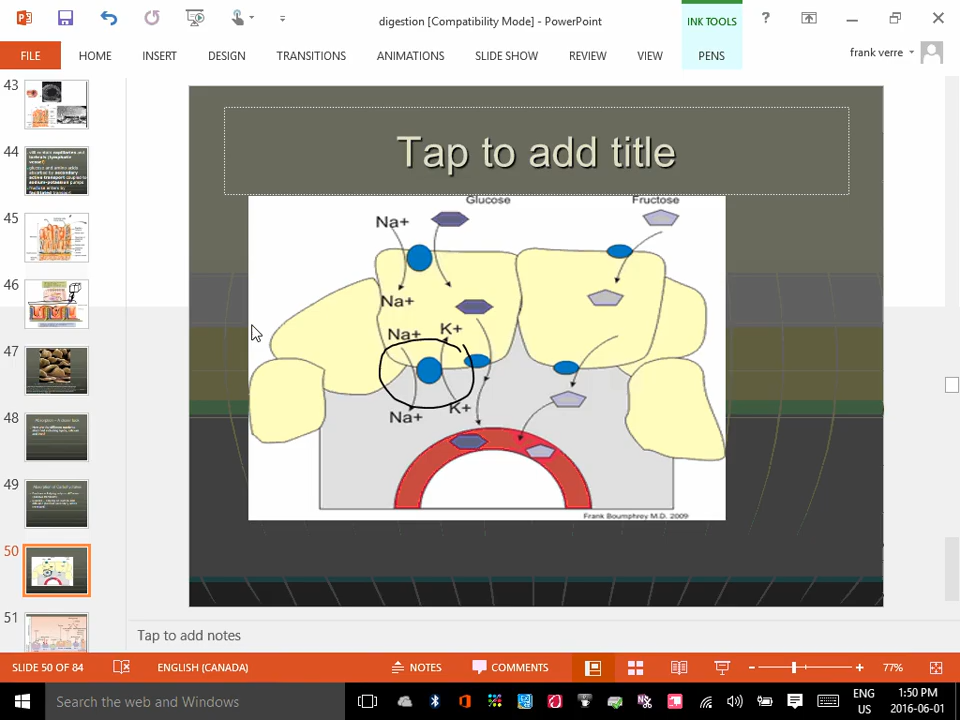 digestion [Compatibility Mode] - PowerPoint
INK TOOLS
?
FILE
HOME
INSERT
DESIGN
TRANSITIONS
ANIMATIONS
SLIDE SHOW
REVIEW
VIEW
PENS
frank verre
43
44
45
46
47
48
49
50
51
Tap to add title
Glucose
Fructose
Na+
Na+
Na+
K+
Na+
K+
Frank Boumphrey M.D. 2009
Tap to add notes
SLIDE 50 OF 84
ENGLISH (CANADA)
NOTES
COMMENTS
77%
Search the web and Windows
ENG
US
1:50 PM
2016-06-01